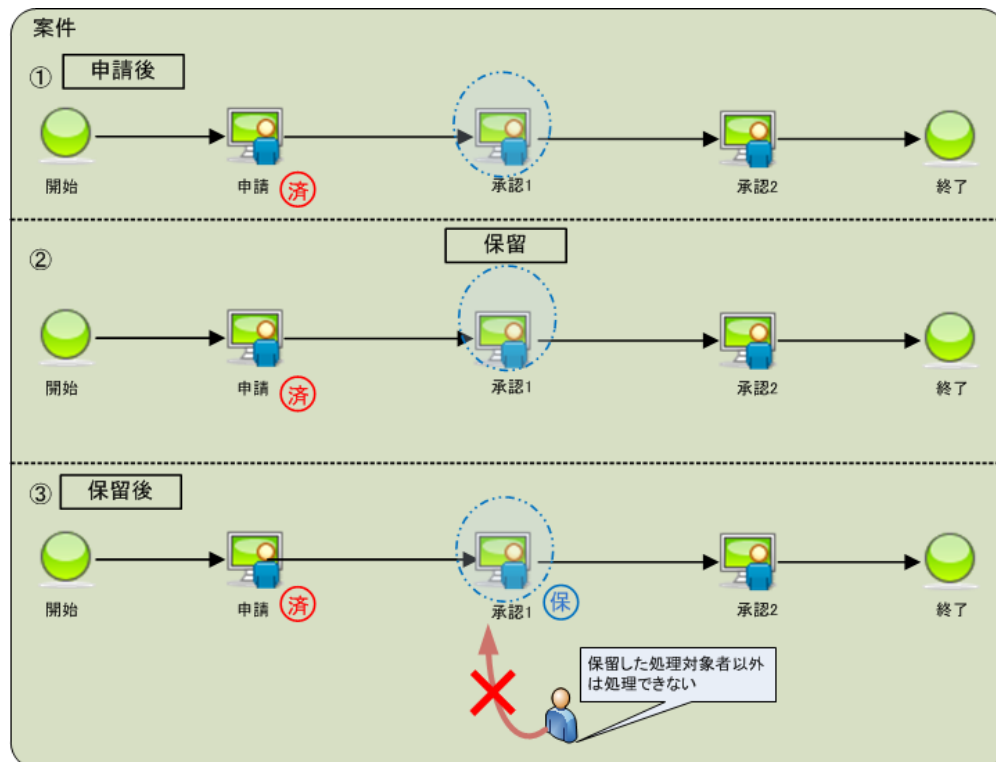 案件
① 申請後
開始 申請 済 承認1 承認2 終了
② 保留
開始 申請 済 承認1 承認2 終了
③ 保留後
開始 申請 済 承認1 保 承認2 終了
保留した処理対象者以外
は処理できない